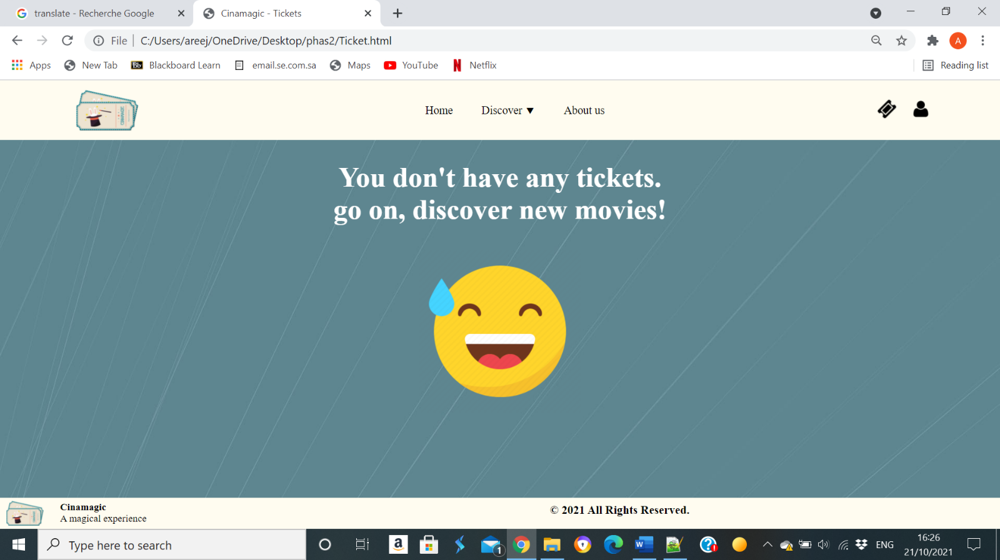 translate - Recherche Google
Cinamagic - Tickets
File
C:/Users/areej/OneDrive/Desktop/phas2/Ticket.html
A
Apps
New Tab
Bb
Blackboard Learn
email.se.com.sa
Maps
YouTube
N
Netflix
Reading list
CINAMAGIC
Home
Discover ▼
About us
You don't have any tickets.
go on, discover new movies!
Cinamagic
A magical experience
© 2021 All Rights Reserved.
Type here to search
a
1
W
ENG
16:26
21/10/2021